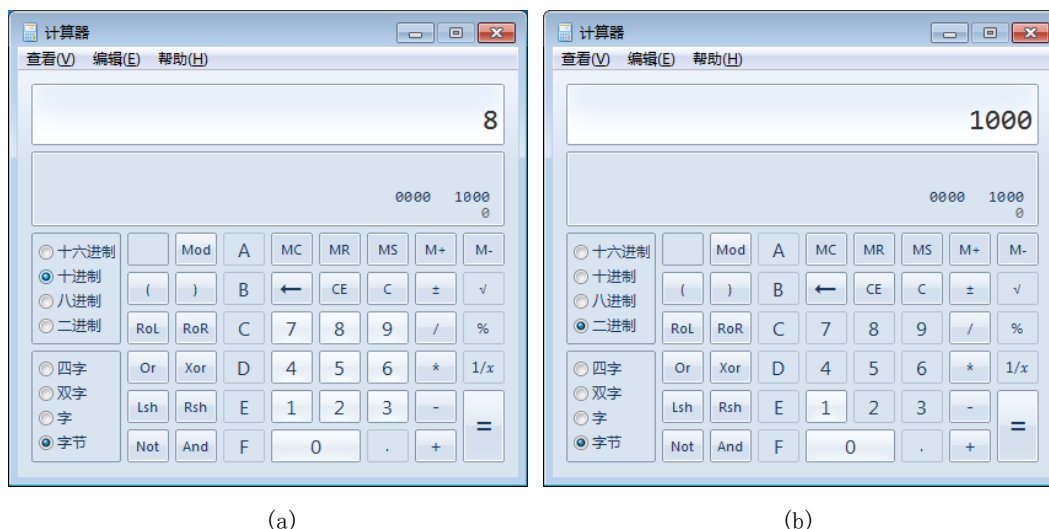 计算器
查看(V) 编辑(E) 帮助(H)
8
0000 1000
0
十六进制 Mod A MC MR MS M+ M-
十进制 ( ) B ← CE C ± √
八进制
二进制 RoL RoR C 7 8 9 / %
四字 Or Xor D 4 5 6 * 1/x
双字
字 Lsh Rsh E 1 2 3 - =
字节 Not And F 0 . +
(a)
计算器
查看(V) 编辑(E) 帮助(H)
1000
0000 1000
0
十六进制 Mod A MC MR MS M+ M-
十进制 ( ) B ← CE C ± √
八进制
二进制 RoL RoR C 7 8 9 / %
四字 Or Xor D 4 5 6 * 1/x
双字
字 Lsh Rsh E 1 2 3 - =
字节 Not And F 0 . +
(b)